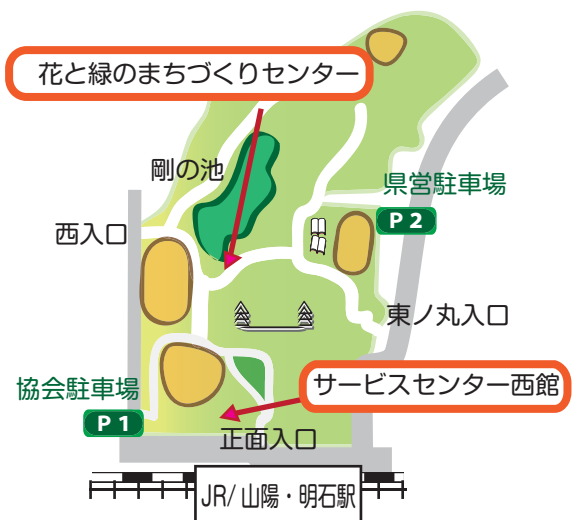 花と緑のまちづくりセンター
剛の池
県営駐車場
P 2
西入口
東ノ丸入口
サービスセンター西館
協会駐車場
P 1
正面入口
JR/山陽・明石駅